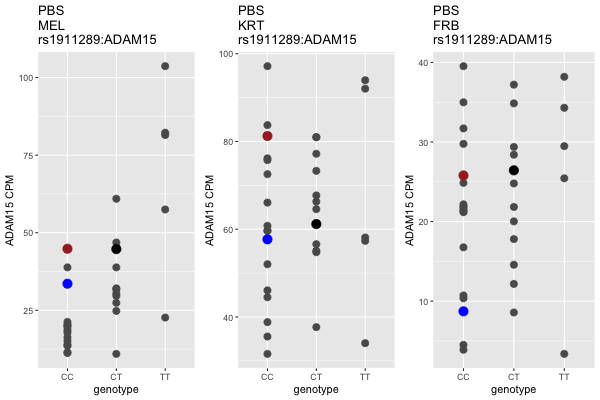 PBS
MEL
rs1911289:ADAM15
ADAM15 CPM
100
75
50
25
CC
CT
TT
genotype
PBS
KRT
rs1911289:ADAM15
ADAM15 CPM
100
80
60
40
CC
CT
TT
genotype
PBS
FRB
rs1911289:ADAM15
ADAM15 CPM
40
30
20
10
CC
CT
TT
genotype